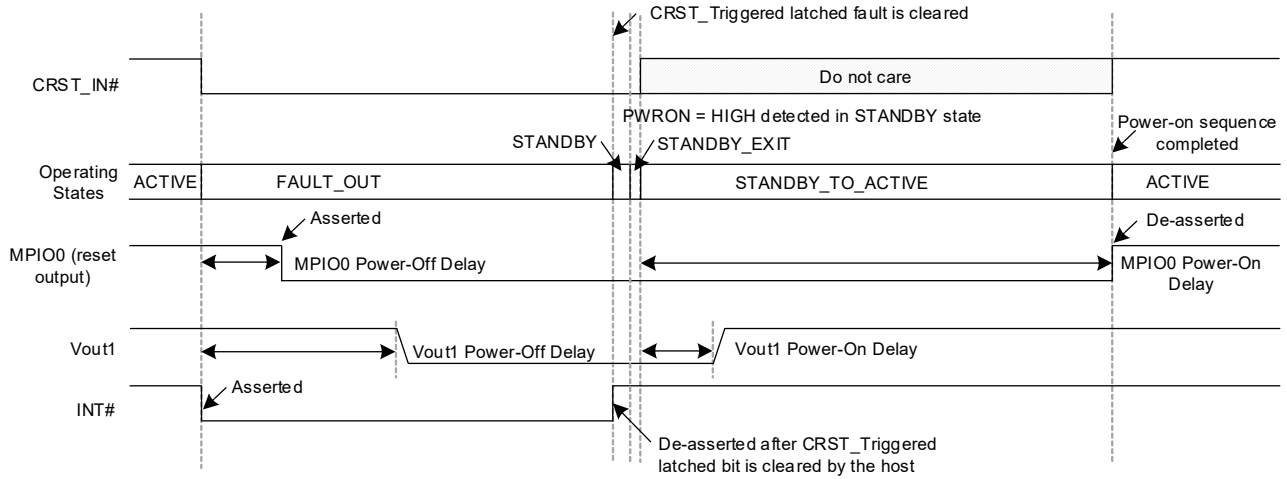 CRST_Triggered latched fault is cleared
CRST_IN#
Do not care
PWRON = HIGH detected in STANDBY state
STANDBY
STANDBY_EXIT
Power-on sequence
completed
Operating
States
ACTIVE
FAULT_OUT
STANDBY_TO_ACTIVE
ACTIVE
Asserted
De-asserted
MPIO0 (reset
output)
MPIO0 Power-Off Delay
MPIO0 Power-On
Delay
Vout1
Vout1 Power-Off Delay
Vout1 Power-On Delay
Asserted
INT#
De-asserted after CRST_Triggered
latched bit is cleared by the host